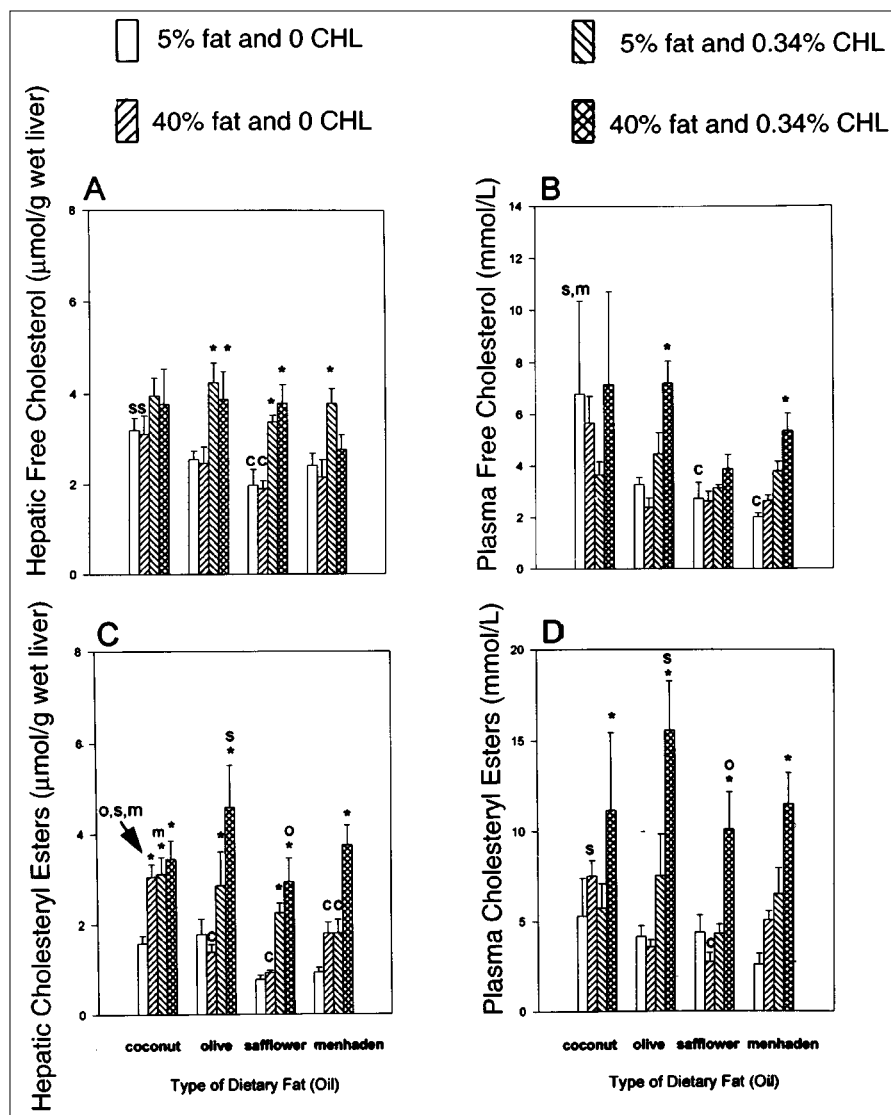 5% fat and 0 CHL
5% fat and 0.34% CHL
40% fat and 0 CHL
40% fat and 0.34% CHL
A
Hepatic Free Cholesterol (μmol/g wet liver)
8
6
4
2
0
ss
* *
c c
* *
*
B
Plasma Free Cholesterol (mmol/L)
14
12
10
8
6
4
2
0
s,m
*
c
c
*
C
Hepatic Cholesteryl Esters (μmol/g wet liver)
8
6
4
2
0
o,s,m
*
m
*
*
c
*
s
*
c
*
o
*
c c
*
coconut olive safflower menhaden
Type of Dietary Fat (Oil)
D
Plasma Cholesteryl Esters (mmol/L)
20
15
10
5
0
s
*
s
*
c
o
*
*
coconut olive safflower menhaden
Type of Dietary Fat (Oil)